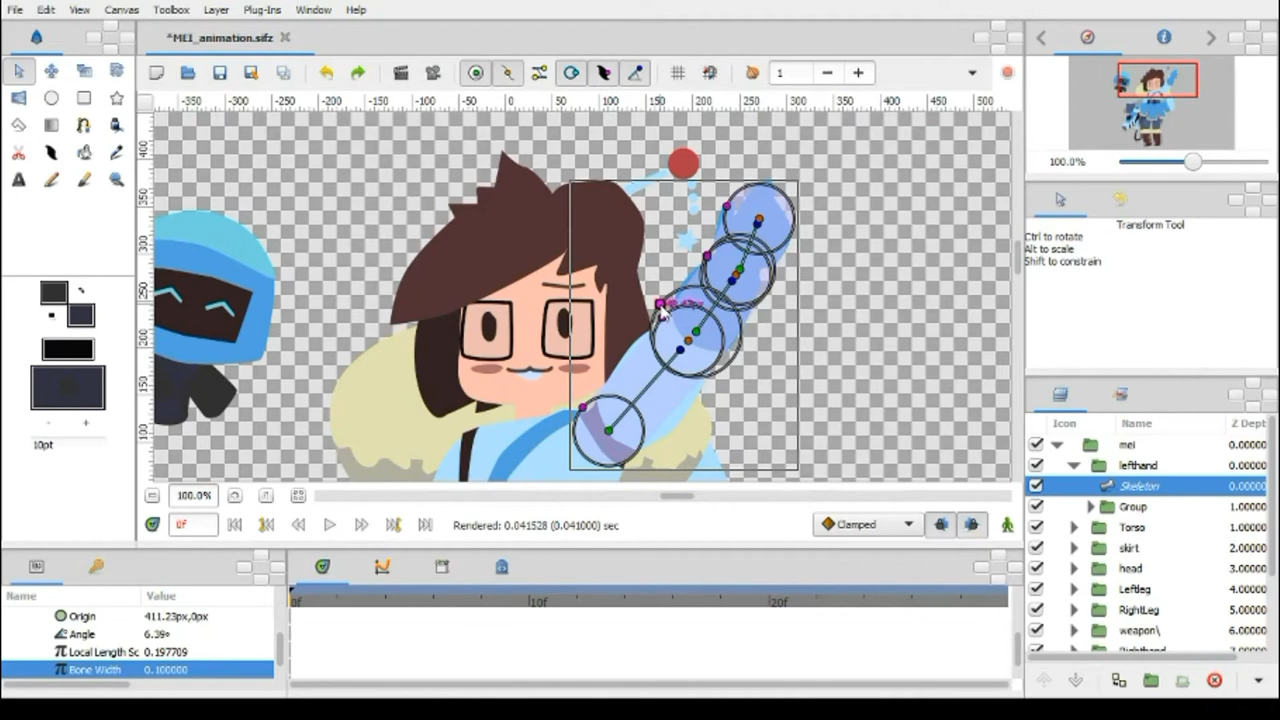 File Edit View Canvas Toolbox Layer Plug-Ins Window Help
*MEI_animation.sifz
1
-350 -300 -250 -200 -150 -100 -50 0 50 100 150 200 250 300 350 400 450 500
400
350
300
250
200
150
100
10pt
100.0%
Transform Tool
Ctrl to rotate
Alt to scale
Shift to constrain
Icon Name Z Dept
mei 0.00000
lefthand 0.00000
Skeleton 0.00000
Group 1.00000
Torso 1.00000
skirt 2.00000
head 3.00000
Leftleg 4.00000
RightLeg 5.00000
weapon\ 6.00000
100.0%
0f
Rendered: 0.041528 (0.041000) sec
Clamped
Name Value
Origin 411.23px,0px
Angle 6.39°
Local Length Sc 0.197709
Bone Width 0.100000
0f 10f 20f